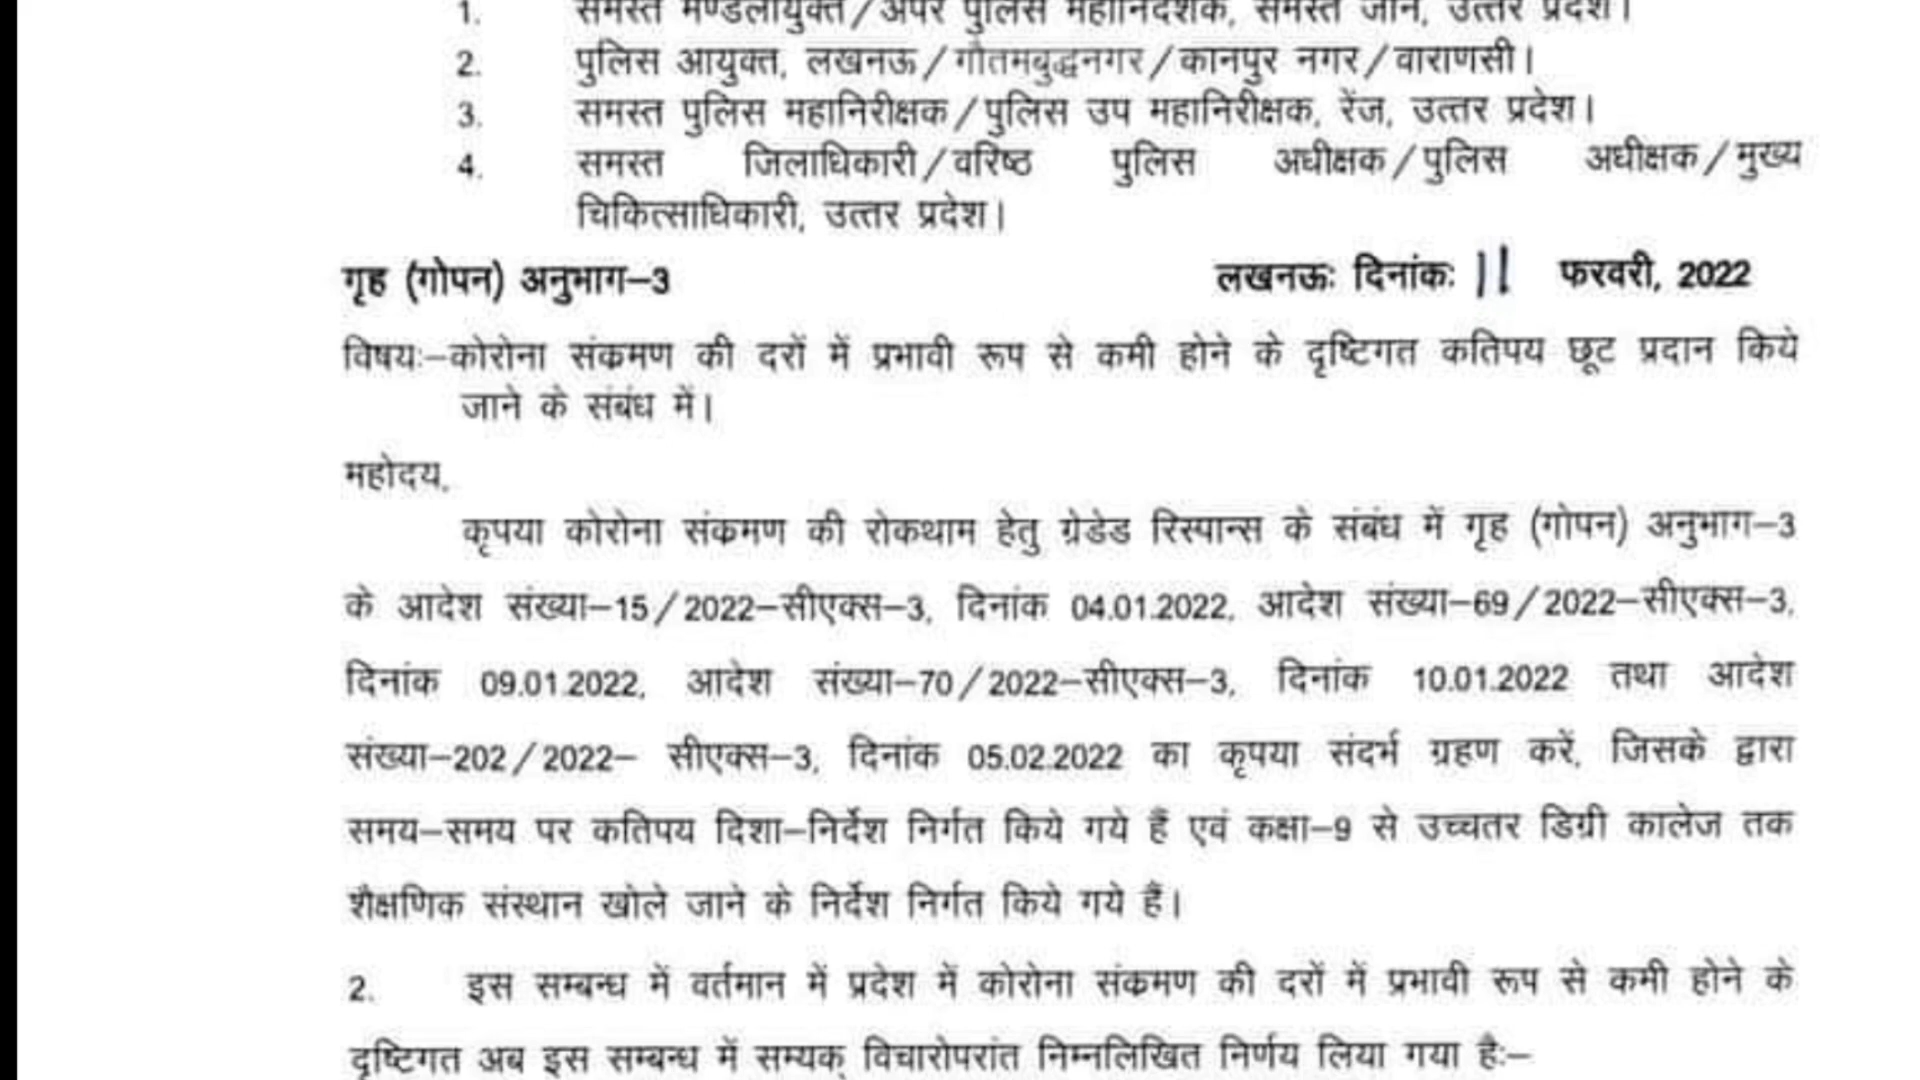 1. समस्त मण्डलायुक्त/अपर पुलिस महानिदेशक, समस्त जोन, उत्तर प्रदेश।
2. पुलिस आयुक्त, लखनऊ/गौतमबुद्धनगर/कानपुर नगर/वाराणसी।
3. समस्त पुलिस महानिरीक्षक/पुलिस उप महानिरीक्षक, रेंज, उत्तर प्रदेश।
4. समस्त जिलाधिकारी/वरिष्ठ पुलिस अधीक्षक/पुलिस अधीक्षक/मुख्य
चिकित्साधिकारी, उत्तर प्रदेश।
गृह (गोपन) अनुभाग–3 लखनऊः दिनांकः 11 फरवरी, 2022
विषयः–कोरोना संक्रमण की दरों में प्रभावी रूप से कमी होने के दृष्टिगत कतिपय छूट प्रदान किये
जाने के संबंध में।
महोदय,
कृपया कोरोना संक्रमण की रोकथाम हेतु ग्रेडेड रिस्पान्स के संबंध में गृह (गोपन) अनुभाग–3
के आदेश संख्या–15/2022–सीएक्स–3, दिनांक 04.01.2022, आदेश संख्या–69/2022–सीएक्स–3,
दिनांक 09.01.2022, आदेश संख्या–70/2022–सीएक्स–3, दिनांक 10.01.2022 तथा आदेश
संख्या–202/2022– सीएक्स–3, दिनांक 05.02.2022 का कृपया संदर्भ ग्रहण करें, जिसके द्वारा
समय–समय पर कतिपय दिशा–निर्देश निर्गत किये गये हैं एवं कक्षा–9 से उच्चतर डिग्री कालेज तक
शैक्षणिक संस्थान खोले जाने के निर्देश निर्गत किये गये हैं।
2. इस सम्बन्ध में वर्तमान में प्रदेश में कोरोना संक्रमण की दरों में प्रभावी रूप से कमी होने के
दृष्टिगत अब इस सम्बन्ध में सम्यक् विचारोपरांत निम्नलिखित निर्णय लिया गया हैः–